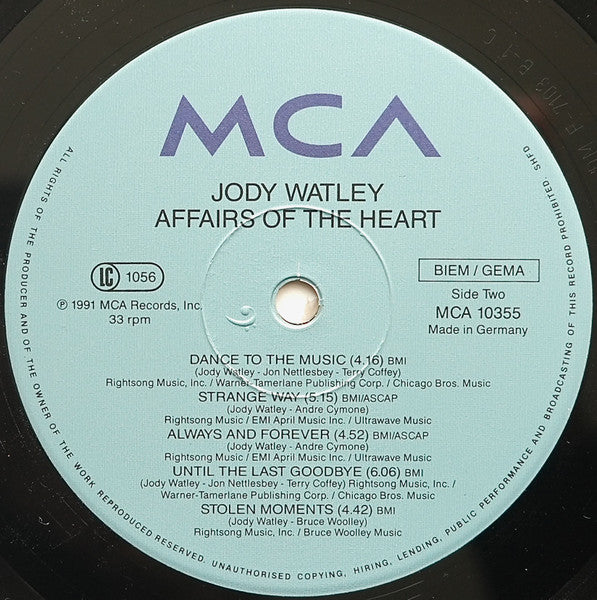 MCA
JODY WATLEY
AFFAIRS OF THE HEART
LC 1056
℗ 1991 MCA Records, Inc.
33 rpm
BIEM / GEMA
Side Two
MCA 10355
Made in Germany
DANCE TO THE MUSIC (4.16) BMI
(Jody Watley - Jon Nettlesbey - Terry Coffey)
Rightsong Music, Inc. / Warner-Tamerlane Publishing Corp. / Chicago Bros. Music
STRANGE WAY (5.15) BMI/ASCAP
(Jody Watley - Andre Cymone)
Rightsong Music / EMI April Music Inc. / Ultrawave Music
ALWAYS AND FOREVER (4.52) BMI/ASCAP
(Jody Watley - Andre Cymone)
Rightsong Music / EMI April Music Inc. / Ultrawave Music
UNTIL THE LAST GOODBYE (6.06) BMI
(Jody Watley - Jon Nettlesbey - Terry Coffey) Rightsong Music, Inc. /
Warner-Tamerlane Publishing Corp. / Chicago Bros. Music
STOLEN MOMENTS (4.42) BMI
(Jody Watley - Bruce Woolley)
Rightsong Music, Inc. / Bruce Woolley Music
ALL RIGHTS OF THE PRODUCER AND OF THE OWNER OF THE WORK REPRODUCED RESERVED. UNAUTHORISED COPYING, HIRING, LENDING, PUBLIC PERFORMANCE AND BROADCASTING OF THIS RECORD PROHIBITED. SHFD